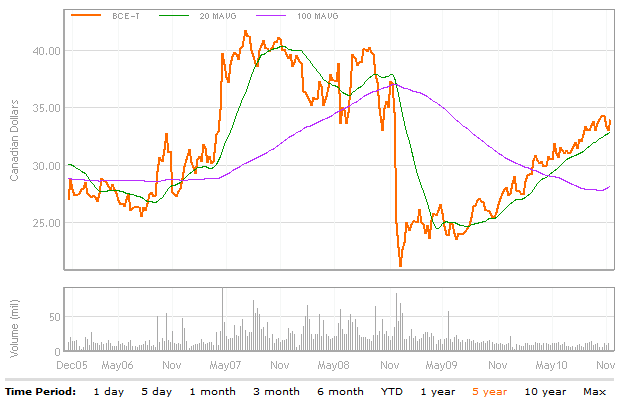 BCE-T 20 MAVG 100 MAVG
40.00
35.00
30.00
25.00
Canadian Dollars
50
0
Volume (mil)
Dec05 May06 Nov May07 Nov May08 Nov May09 Nov May10 Nov
Time Period: 1 day 5 day 1 month 3 month 6 month YTD 1 year 5 year 10 year Max